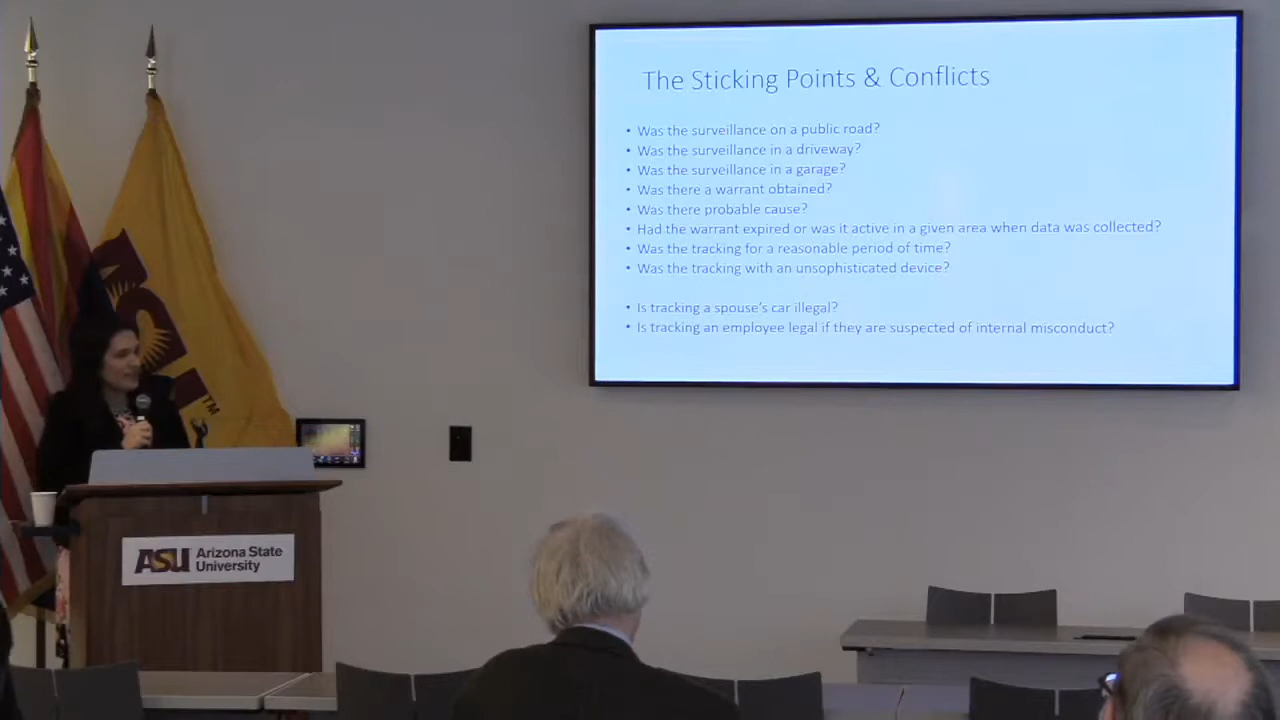 The Sticking Points & Conflicts
• Was the surveillance on a public road?
• Was the surveillance in a driveway?
• Was the surveillance in a garage?
• Was there a warrant obtained?
• Was there probable cause?
• Had the warrant expired or was it active in a given area when data was collected?
• Was the tracking for a reasonable period of time?
• Was the tracking with an unsophisticated device?
• Is tracking a spouse's car illegal?
• Is tracking an employee legal if they are suspected of internal misconduct?
ASU
TM
ASU Arizona State
University